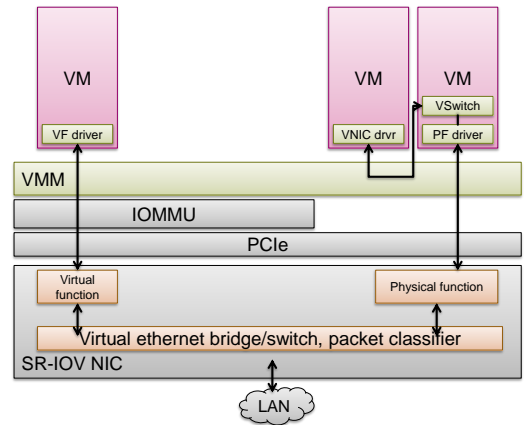 VM
VM
VM
VSwitch
VF driver
VNIC drvr
PF driver
VMM
IOMMU
PCIe
Virtual
function
Physical function
Virtual ethernet bridge/switch, packet classifier
SR-IOV NIC
LAN